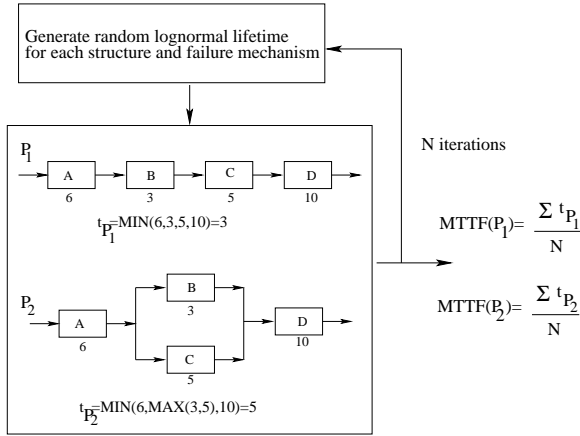 Generate random lognormal lifetime
for each structure and failure mechanism
P1
A
B
C
D
6
3
5
10
tP1=MIN(6,3,5,10)=3
P2
A
B
C
D
6
3
5
10
tP2=MIN(6,MAX(3,5),10)=5
N iterations
MTTF(P1)= Σ tP1
N
MTTF(P2)= Σ tP2
N